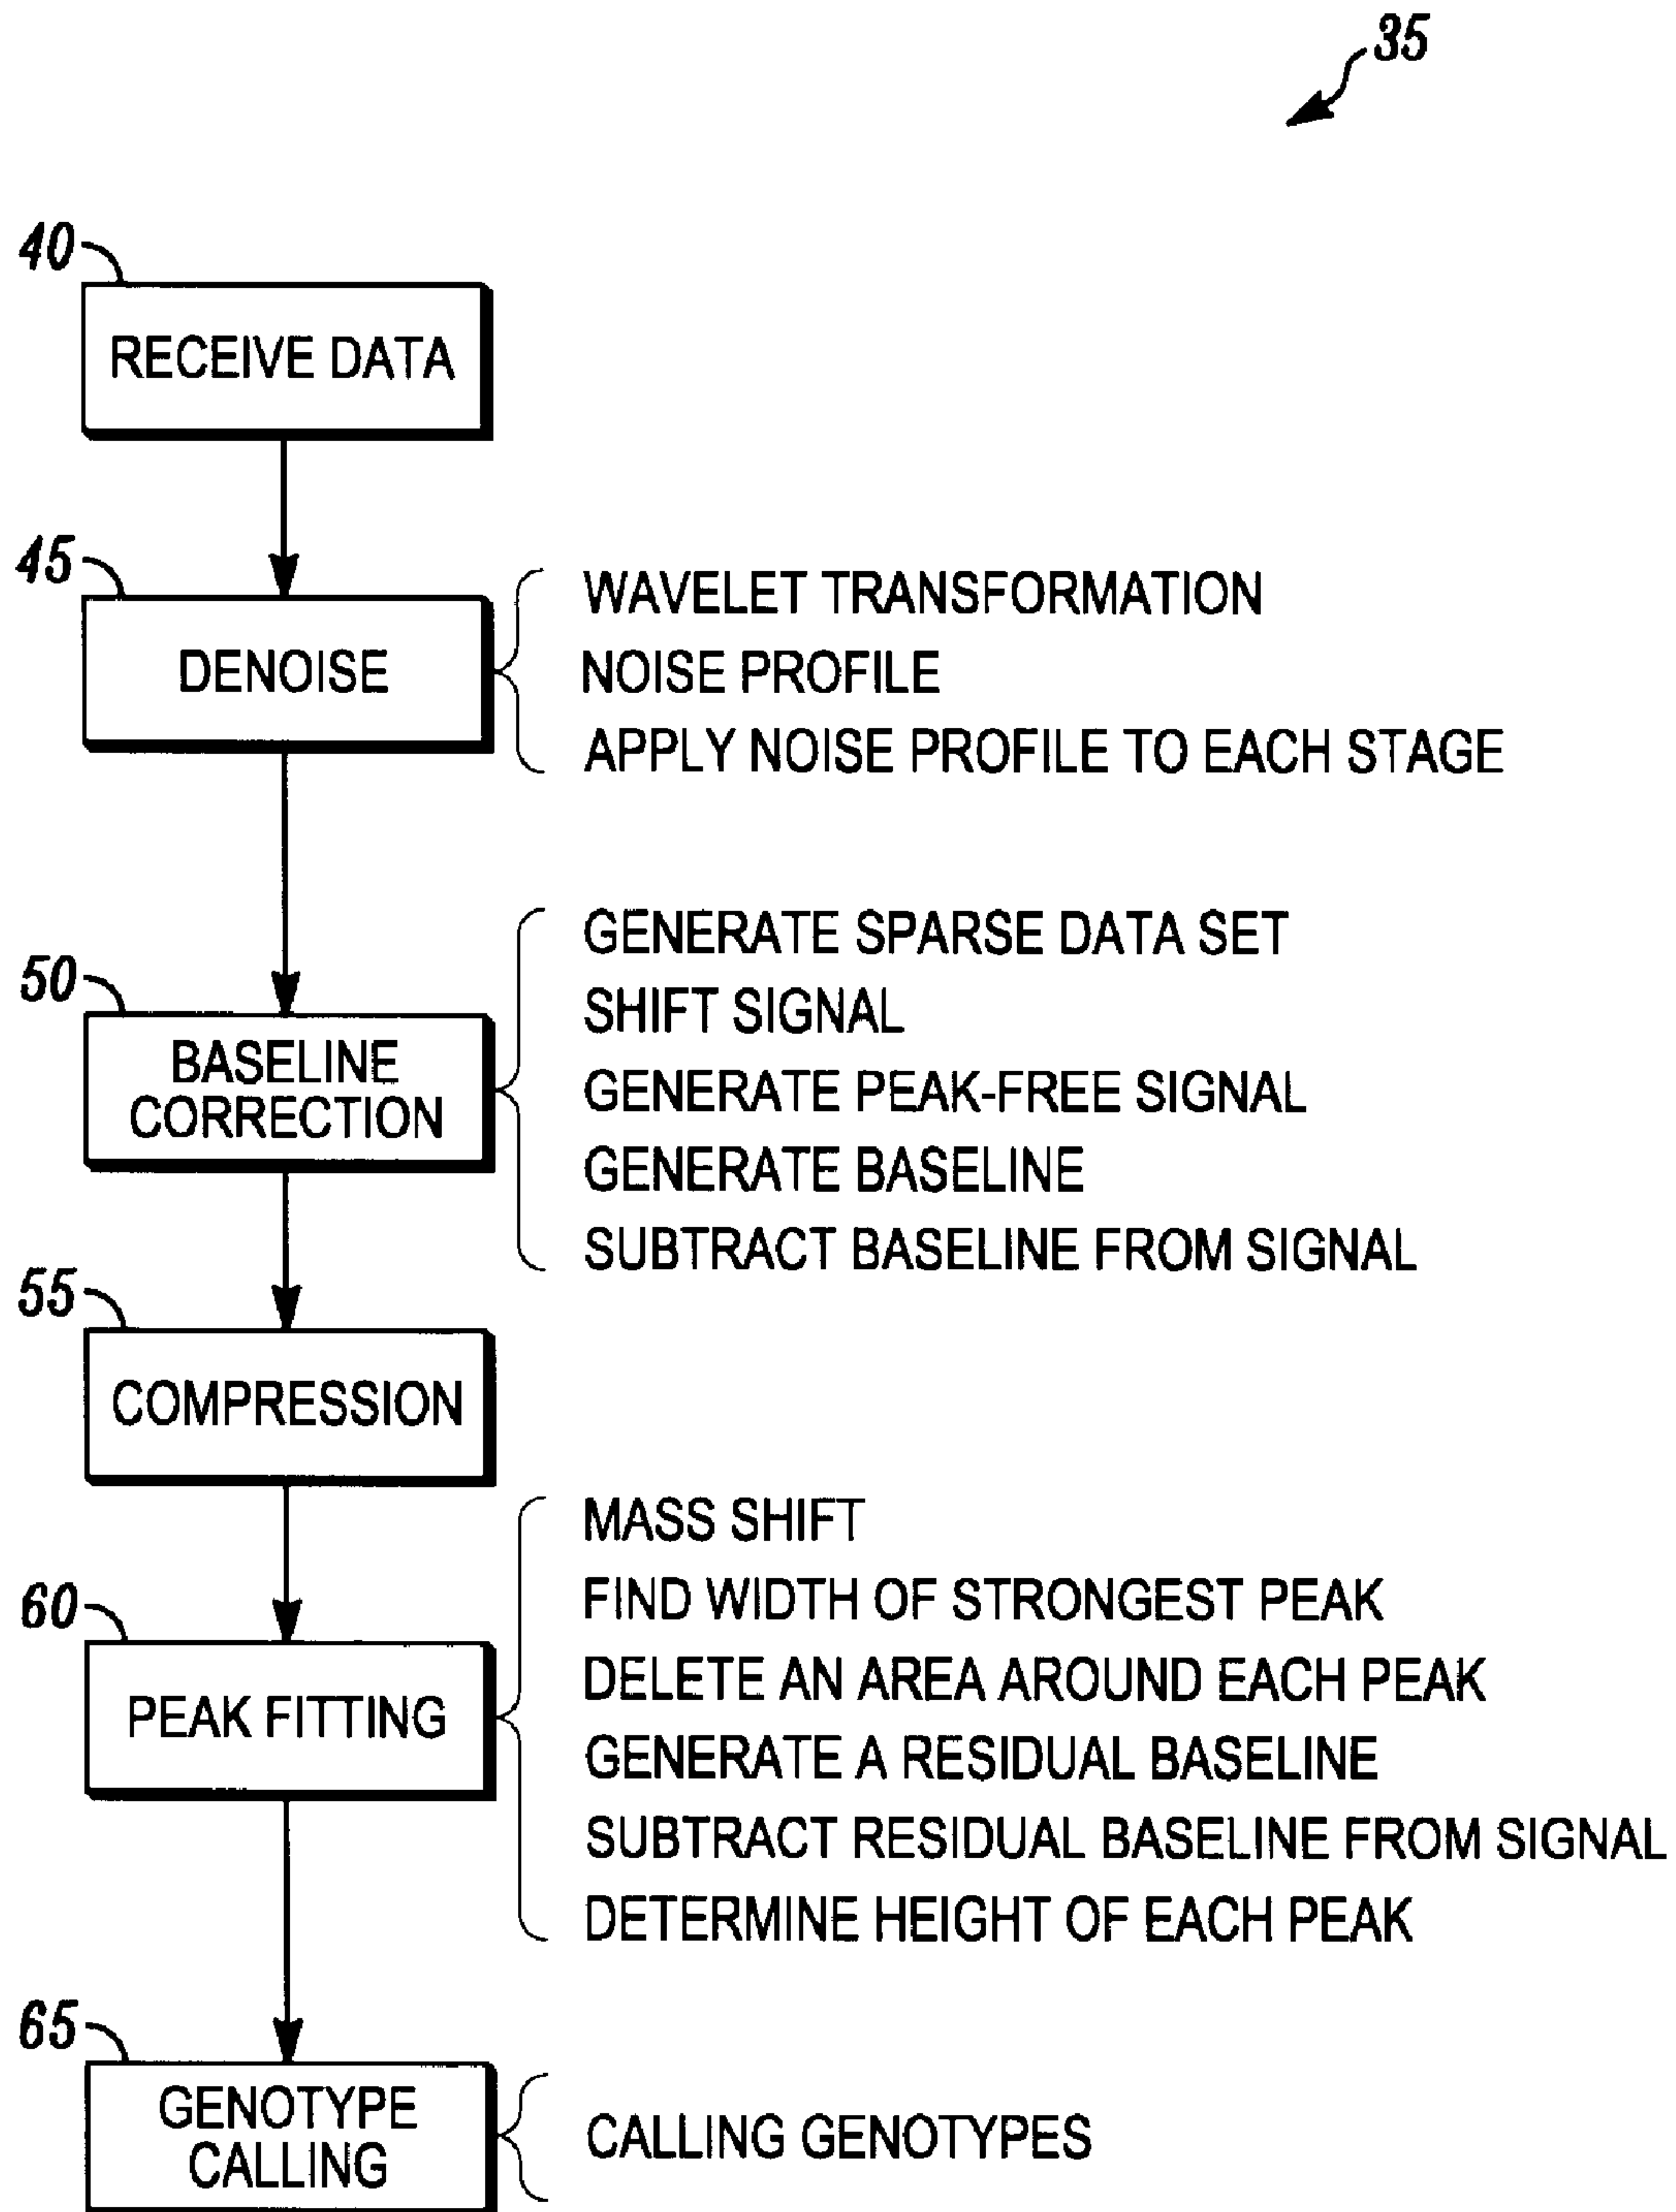 35
40
RECEIVE DATA
45
DENOISE
WAVELET TRANSFORMATION
NOISE PROFILE
APPLY NOISE PROFILE TO EACH STAGE
50
BASELINE
CORRECTION
GENERATE SPARSE DATA SET
SHIFT SIGNAL
GENERATE PEAK-FREE SIGNAL
GENERATE BASELINE
SUBTRACT BASELINE FROM SIGNAL
55
COMPRESSION
60
PEAK FITTING
MASS SHIFT
FIND WIDTH OF STRONGEST PEAK
DELETE AN AREA AROUND EACH PEAK
GENERATE A RESIDUAL BASELINE
SUBTRACT RESIDUAL BASELINE FROM SIGNAL
DETERMINE HEIGHT OF EACH PEAK
65
GENOTYPE
CALLING
CALLING GENOTYPES